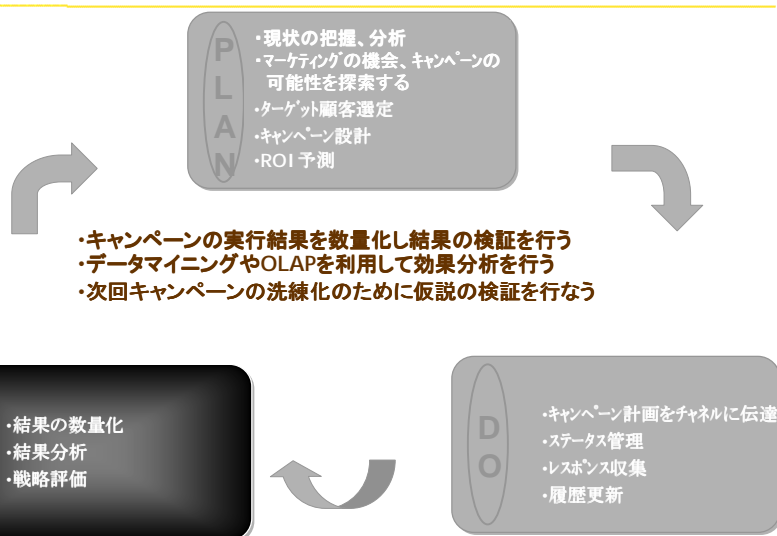 P
L
A
N
・現状の把握、分析
・マーケティングの機会、キャンペーンの
可能性を探索する
・ターゲット顧客選定
・キャンペーン設計
・ROI予測
・キャンペーンの実行結果を数量化し結果の検証を行う
・データマイニングやOLAPを利用して効果分析を行う
・次回キャンペーンの洗練化のために仮説の検証を行なう
・結果の数量化
・結果分析
・戦略評価
D
O
・キャンペーン計画をチャネルに伝達
・ステータス管理
・レスポンス収集
・履歴更新